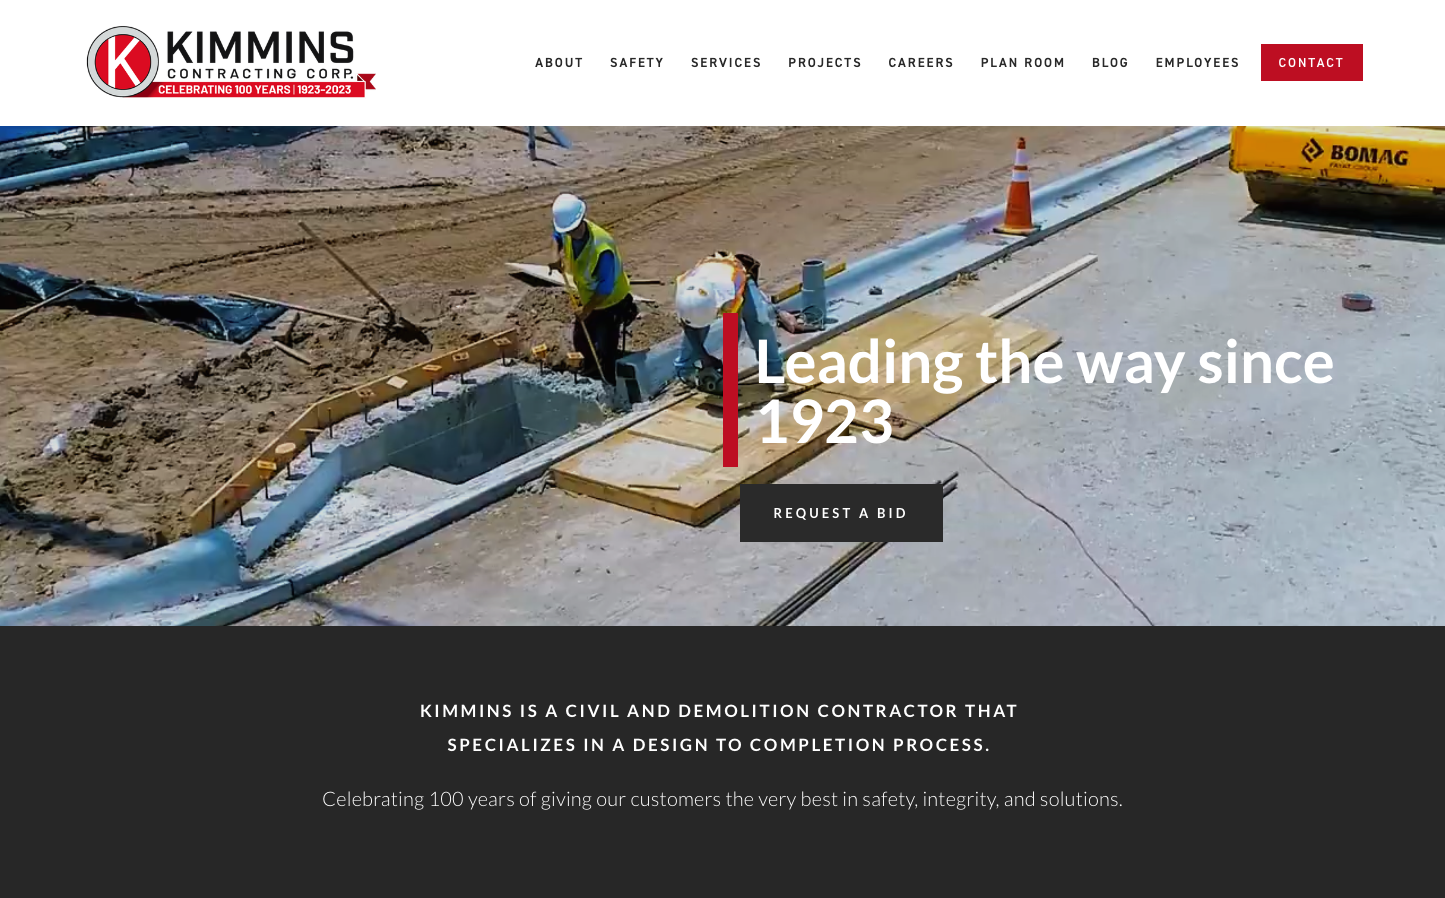 KIMMINS
CONTRACTING CORP.
CELEBRATING 100 YEARS | 1923-2023
ABOUT SAFETY SERVICES PROJECTS CAREERS PLAN ROOM BLOG EMPLOYEES CONTACT
BOMAG
Leading the way since
1923
REQUEST A BID
KIMMINS IS A CIVIL AND DEMOLITION CONTRACTOR THAT
SPECIALIZES IN A DESIGN TO COMPLETION PROCESS.
Celebrating 100 years of giving our customers the very best in safety, integrity, and solutions.